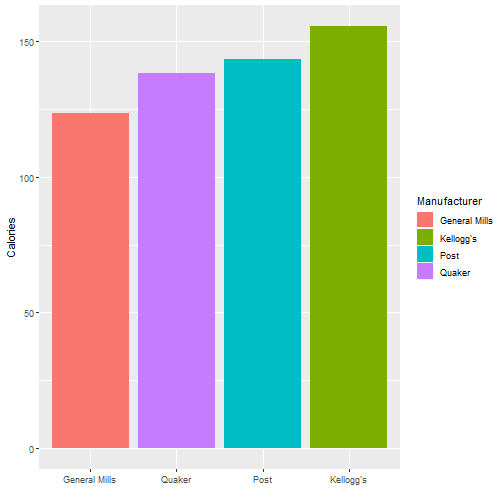 Calories
150
100
50
0
General Mills Quaker Post Kellogg's
Manufacturer
General Mills
Kellogg's
Post
Quaker